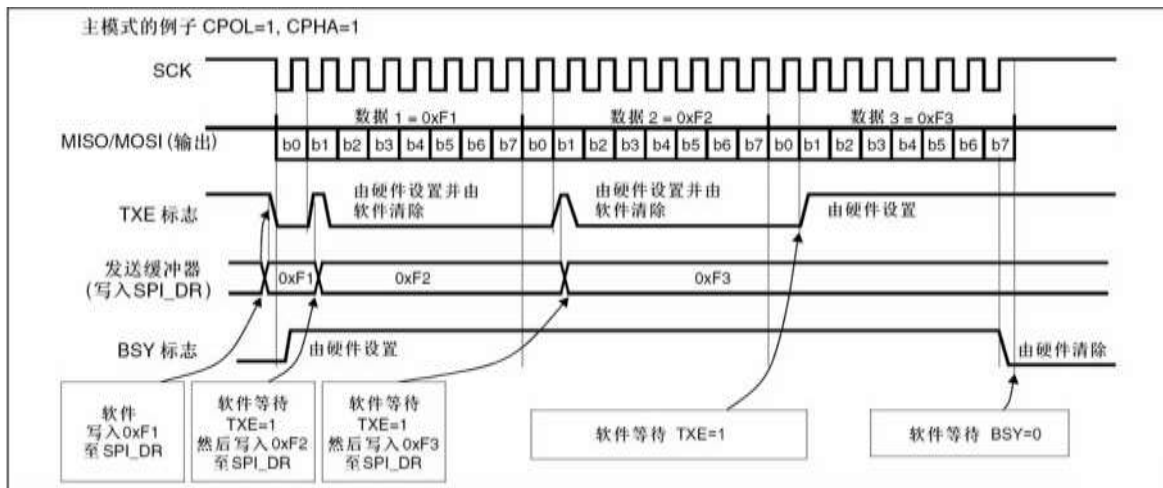 主模式的例子 CPOL=1, CPHA=1
SCK
数据 1 = 0xF1
数据 2 = 0xF2
数据 3 = 0xF3
MISO/MOSI (输出)
b0 b1 b2 b3 b4 b5 b6 b7 b0 b1 b2 b3 b4 b5 b6 b7 b0 b1 b2 b3 b4 b5 b6 b7
TXE 标志
由硬件设置并由
软件清除
由硬件设置并由
软件清除
由硬件设置
发送缓冲器
(写入SPI_DR)
0xF1
0xF2
0xF3
BSY 标志
由硬件设置
由硬件清除
软件
写入0xF1
至SPI_DR
软件等待
TXE=1
然后写入0xF2
至SPI_DR
软件等待
TXE=1
然后写入0xF3
至SPI_DR
软件等待 TXE=1
软件等待 BSY=0